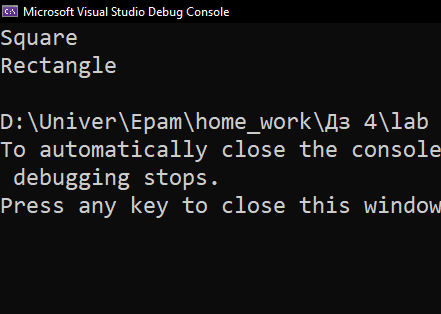 Microsoft Visual Studio Debug Console
Square
Rectangle
D:\Univer\Epam\home_work\Дз 4\lab
To automatically close the console
debugging stops.
Press any key to close this window